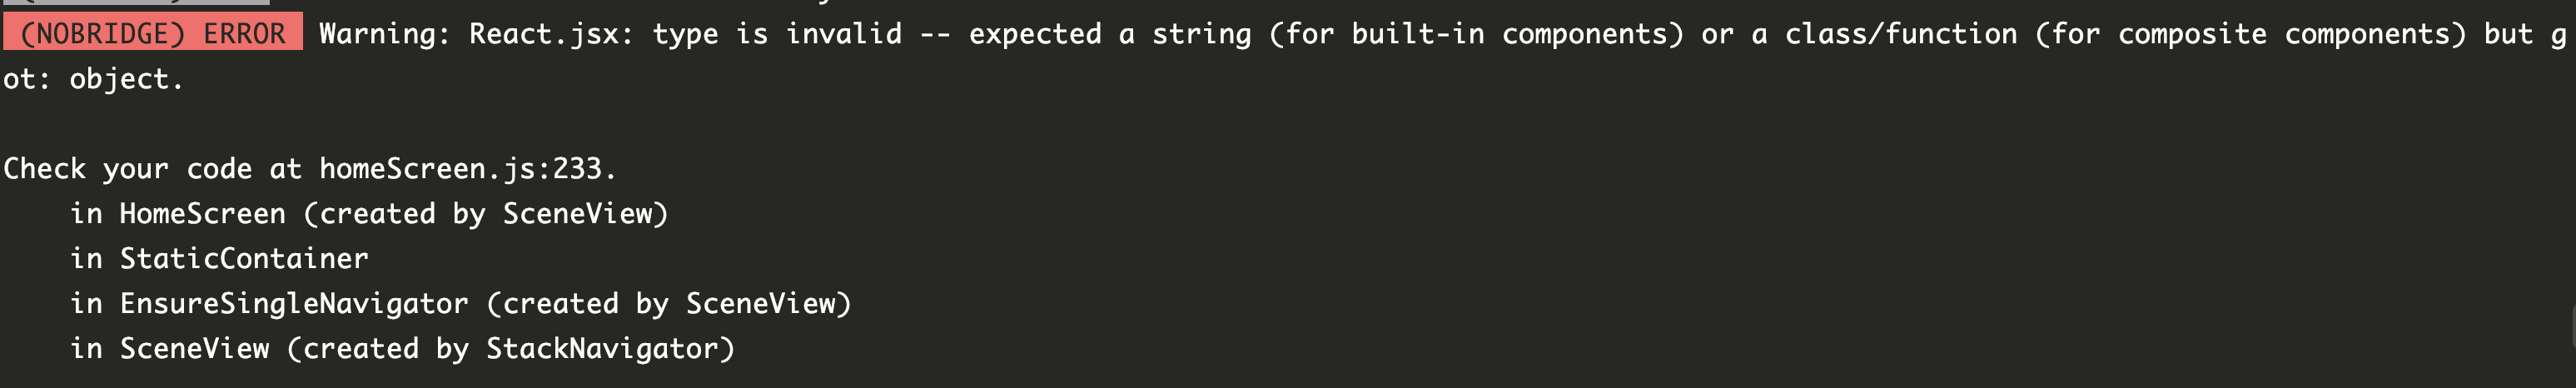 (NOBRIDGE) ERROR  Warning: React.jsx: type is invalid -- expected a string (for built-in components) or a class/function (for composite components) but g
ot: object.
Check your code at homeScreen.js:233.
    in HomeScreen (created by SceneView)
    in StaticContainer
    in EnsureSingleNavigator (created by SceneView)
    in SceneView (created by StackNavigator)